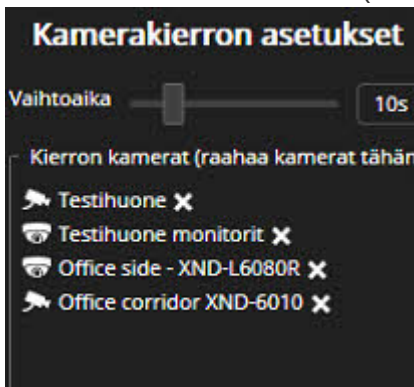 Kamerakierron asetukset
Vaihtoaika 10s
Kierron kamerat (raahaa kamerat tähän
Testihuone
Testihuone monitorit
Office side - XND-L6080R
Office corridor XND-6010